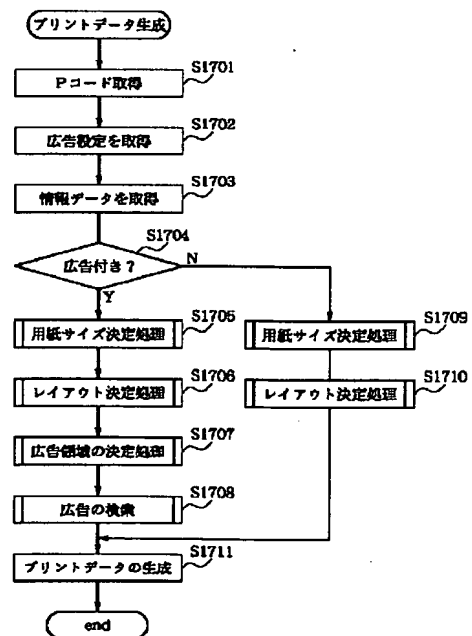 プリントデータ生成
S1701
Pコード取得
S1702
広告設定を取得
S1703
情報データを取得
S1704
広告付き？
N
Y
S1705
用紙サイズ決定処理
S1709
用紙サイズ決定処理
S1706
レイアウト決定処理
S1710
レイアウト決定処理
S1707
広告領域の決定処理
S1708
広告の検索
S1711
プリントデータの生成
end